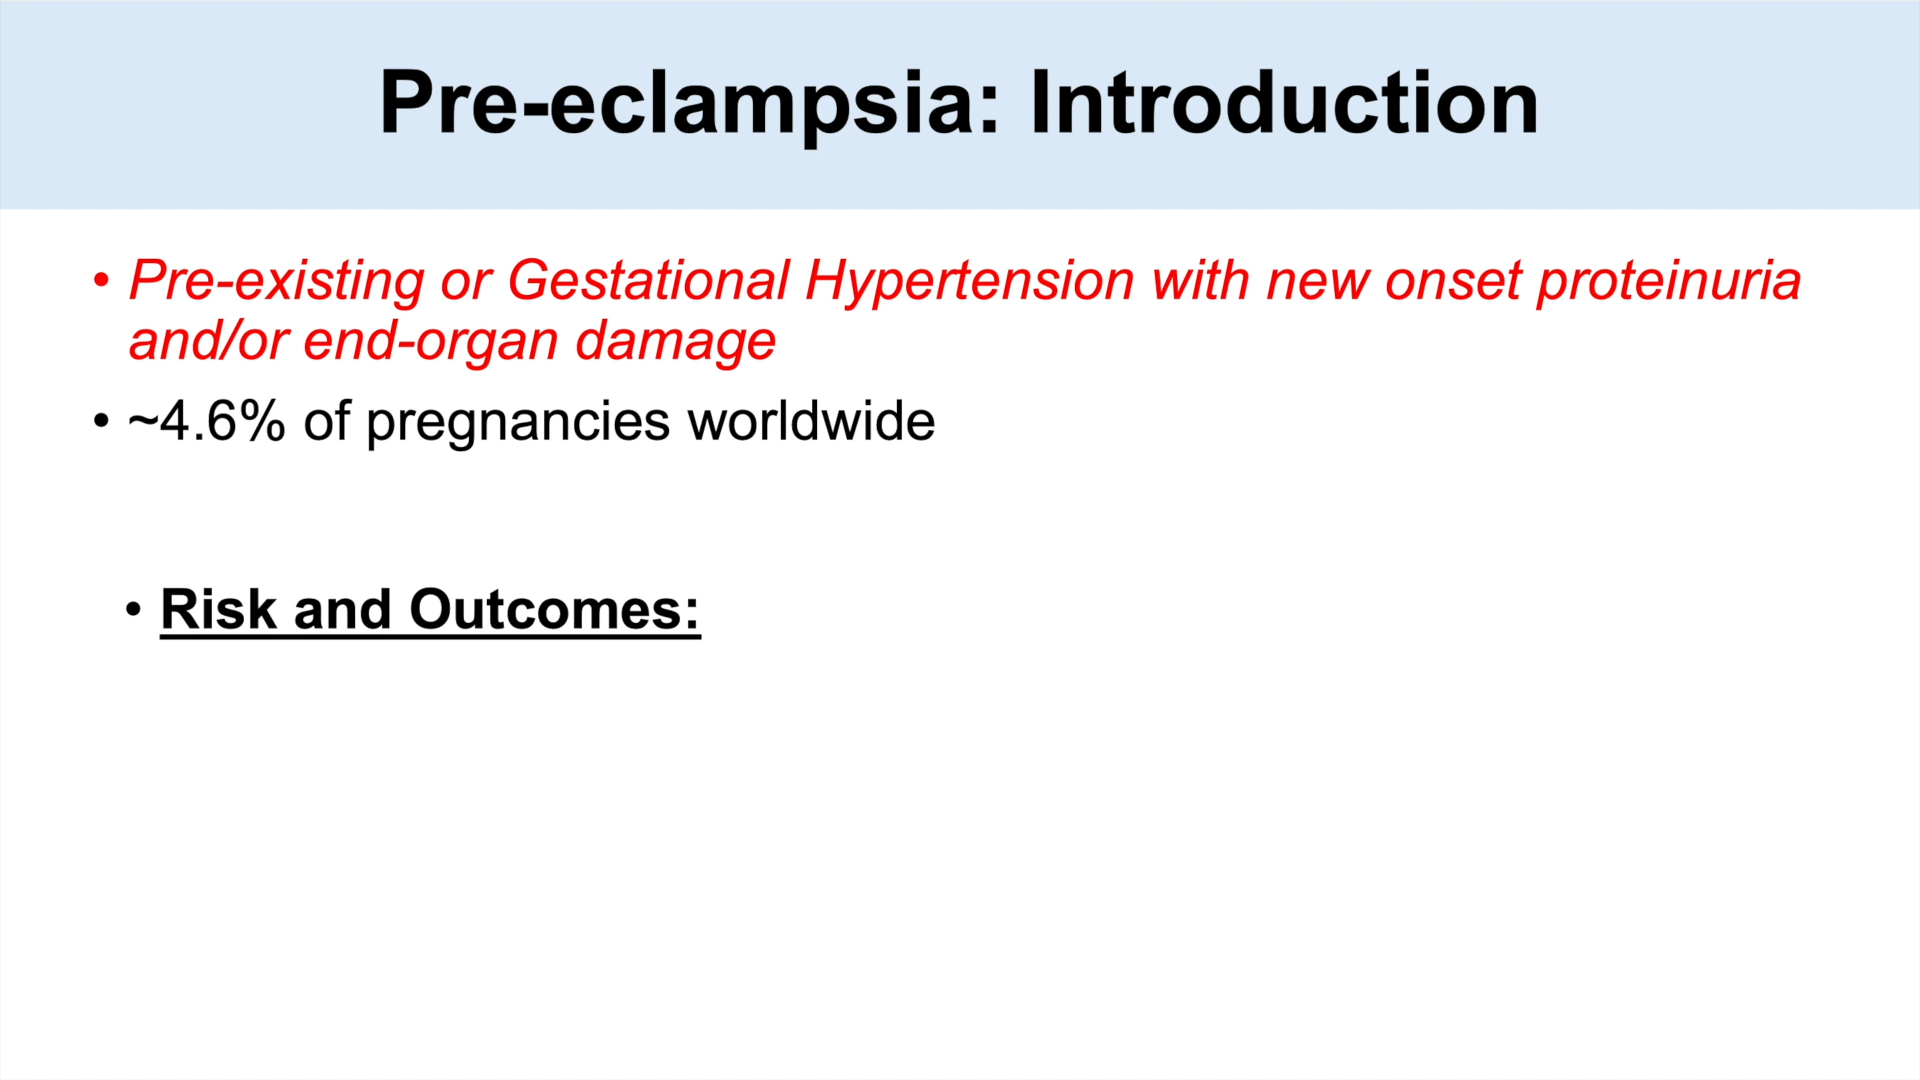 Pre-eclampsia: Introduction
• Pre-existing or Gestational Hypertension with new onset proteinuria
and/or end-organ damage
• ~4.6% of pregnancies worldwide
• Risk and Outcomes: